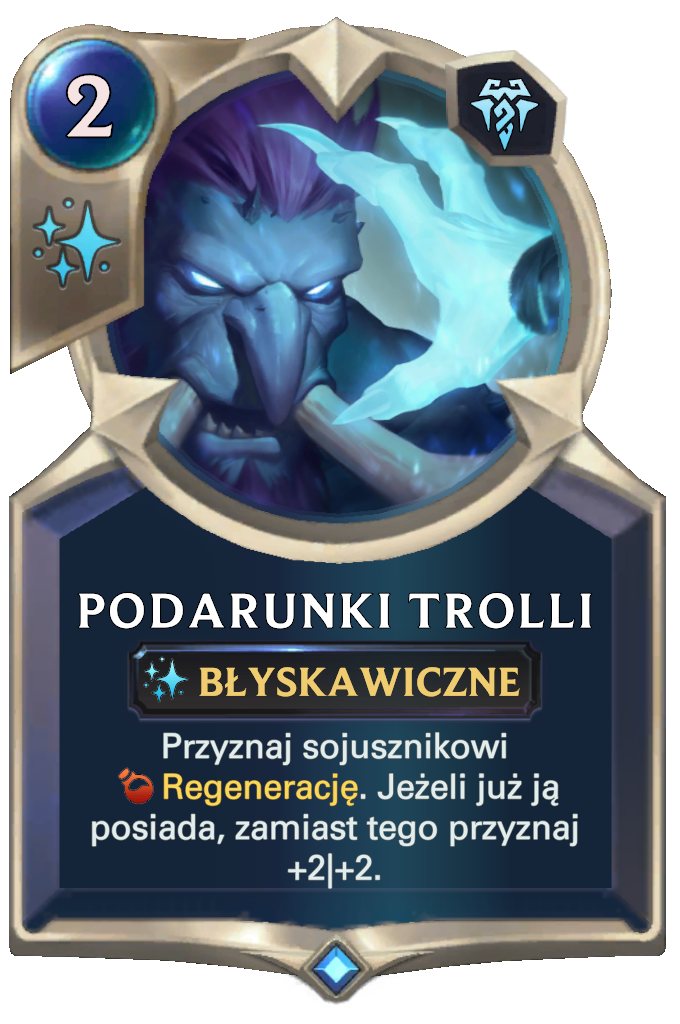 2
PODARUNKI TROLLI
BŁYSKAWICZNE
Przyznaj sojusznikowi
Regenerację. Jeżeli już ją
posiada, zamiast tego przyznaj
+2|+2.